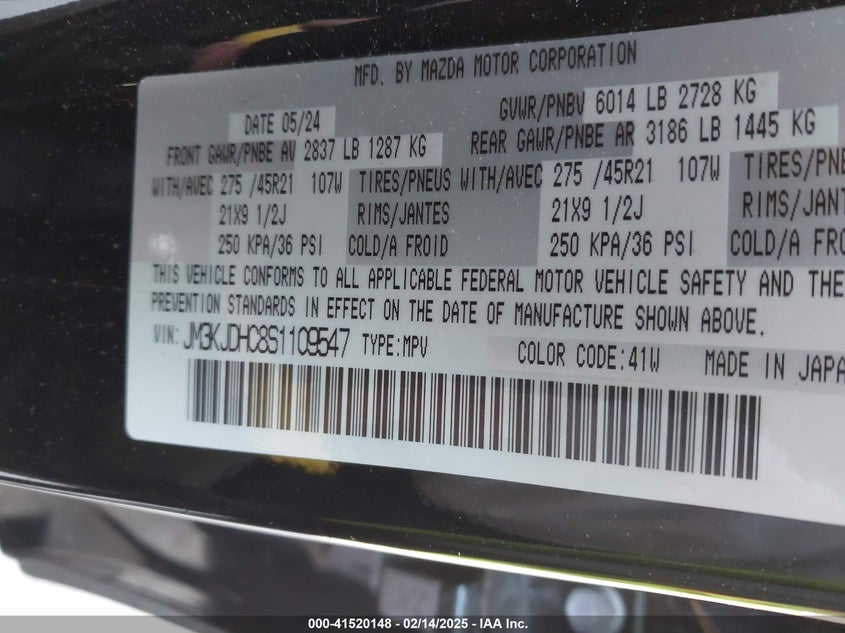 MFD. BY MAZDA MOTOR CORPORATION
DATE 05/24 GVWR/PNBV 6014 LB 2728 KG
FRONT GAWR/PNBE AV 2837 LB 1287 KG REAR GAWR/PNBE AR 3186 LB 1445 KG
WITH/AVEC 275 /45R21 107W TIRES/PNEUS WITH/AVEC 275 /45R21 107W TIRES/PNE
21X9 1/2J RIMS/JANTES 21X9 1/2J RIMS/JANT
250 KPA/36 PSI COLD/A FROID 250 KPA/36 PSI COLD/A FRO
THIS VEHICLE CONFORMS TO ALL APPLICABLE FEDERAL MOTOR VEHICLE SAFETY AND THE
PREVENTION STANDARDS IN EFFECT ON THE DATE OF MANUFACTURE SHOWN ABOVE.
VIN: JM3KJDHC8S1109547 TYPE:MPV COLOR CODE:41W MADE IN JAPA
000-41520148 - 02/14/2025 - IAA Inc.